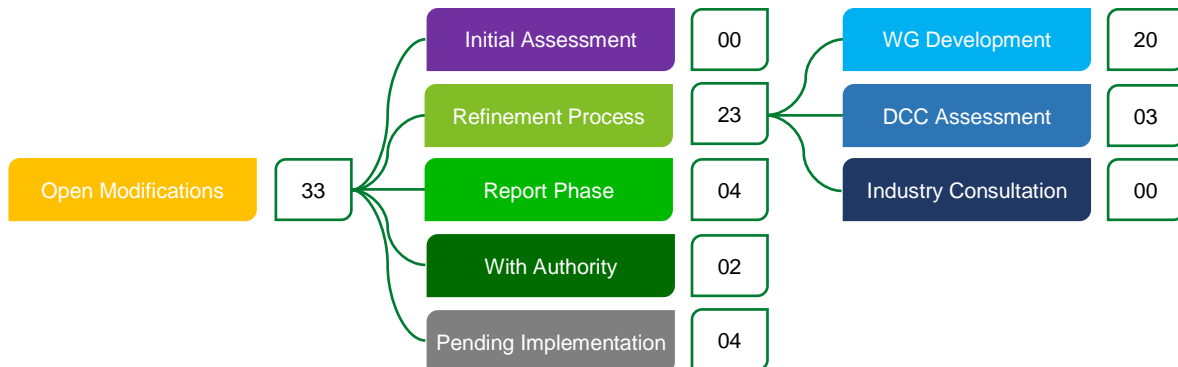 Initial Assessment 00 WG Development 20
Refinement Process 23 DCC Assessment 03
Open Modifications 33 Report Phase 04 Industry Consultation 00
With Authority 02
Pending Implementation 04